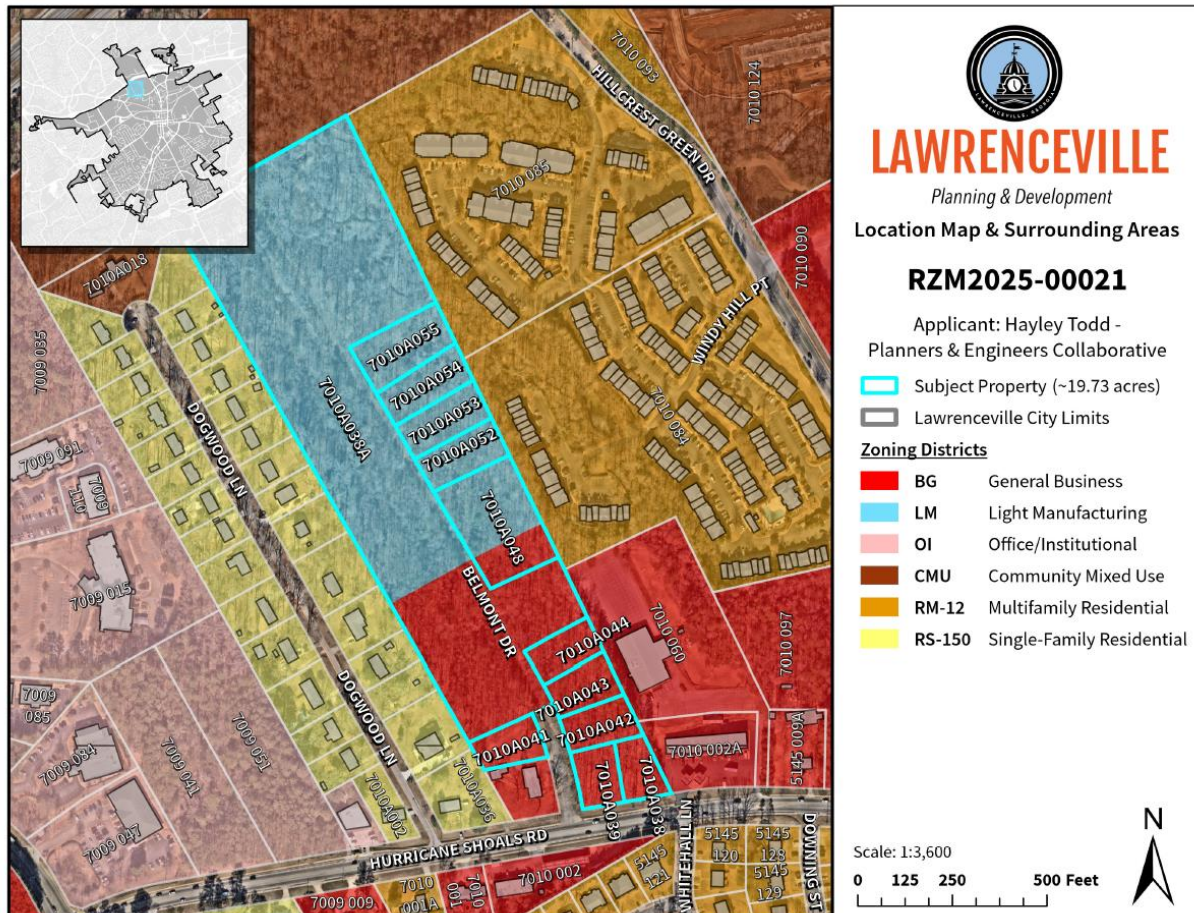 7010 093
HILLCREST GREEN DR
7010 124
7010 085
7010 090
7010A018
7009 035
7010A055
7010A054
7010A053
7010A052
7010A038A
WINDY HILL PT
7010 084
7009 091
7009
110
DOGWOOD LN
7010A048
7009 015
BELMONT DR
7010A044
7010 060
7010 097
7010A043
7010A042
7009
085
DOGWOOD LN
7009 051
7009 041
7009 084
7010A041
7010 002A
5145 009A
7010A039
7010A038
7010A002
7010A036
7009 047
HURRICANE SHOALS RD
WHITEHALL LN
DOWNING ST
5145
120
5145
128
5145
121
5145
129
7009 009
7010
001A
7010
001
7010 002
LAWRENCEVILLE, GEORGIA
LAWRENCEVILLE
Planning & Development
Location Map & Surrounding Areas
RZM2025-00021
Applicant: Hayley Todd -
Planners & Engineers Collaborative
Subject Property (~19.73 acres)
Lawrenceville City Limits
Zoning Districts
BG General Business
LM Light Manufacturing
OI Office/Institutional
CMU Community Mixed Use
RM-12 Multifamily Residential
RS-150 Single-Family Residential
Scale: 1:3,600
0 125 250 500 Feet
N